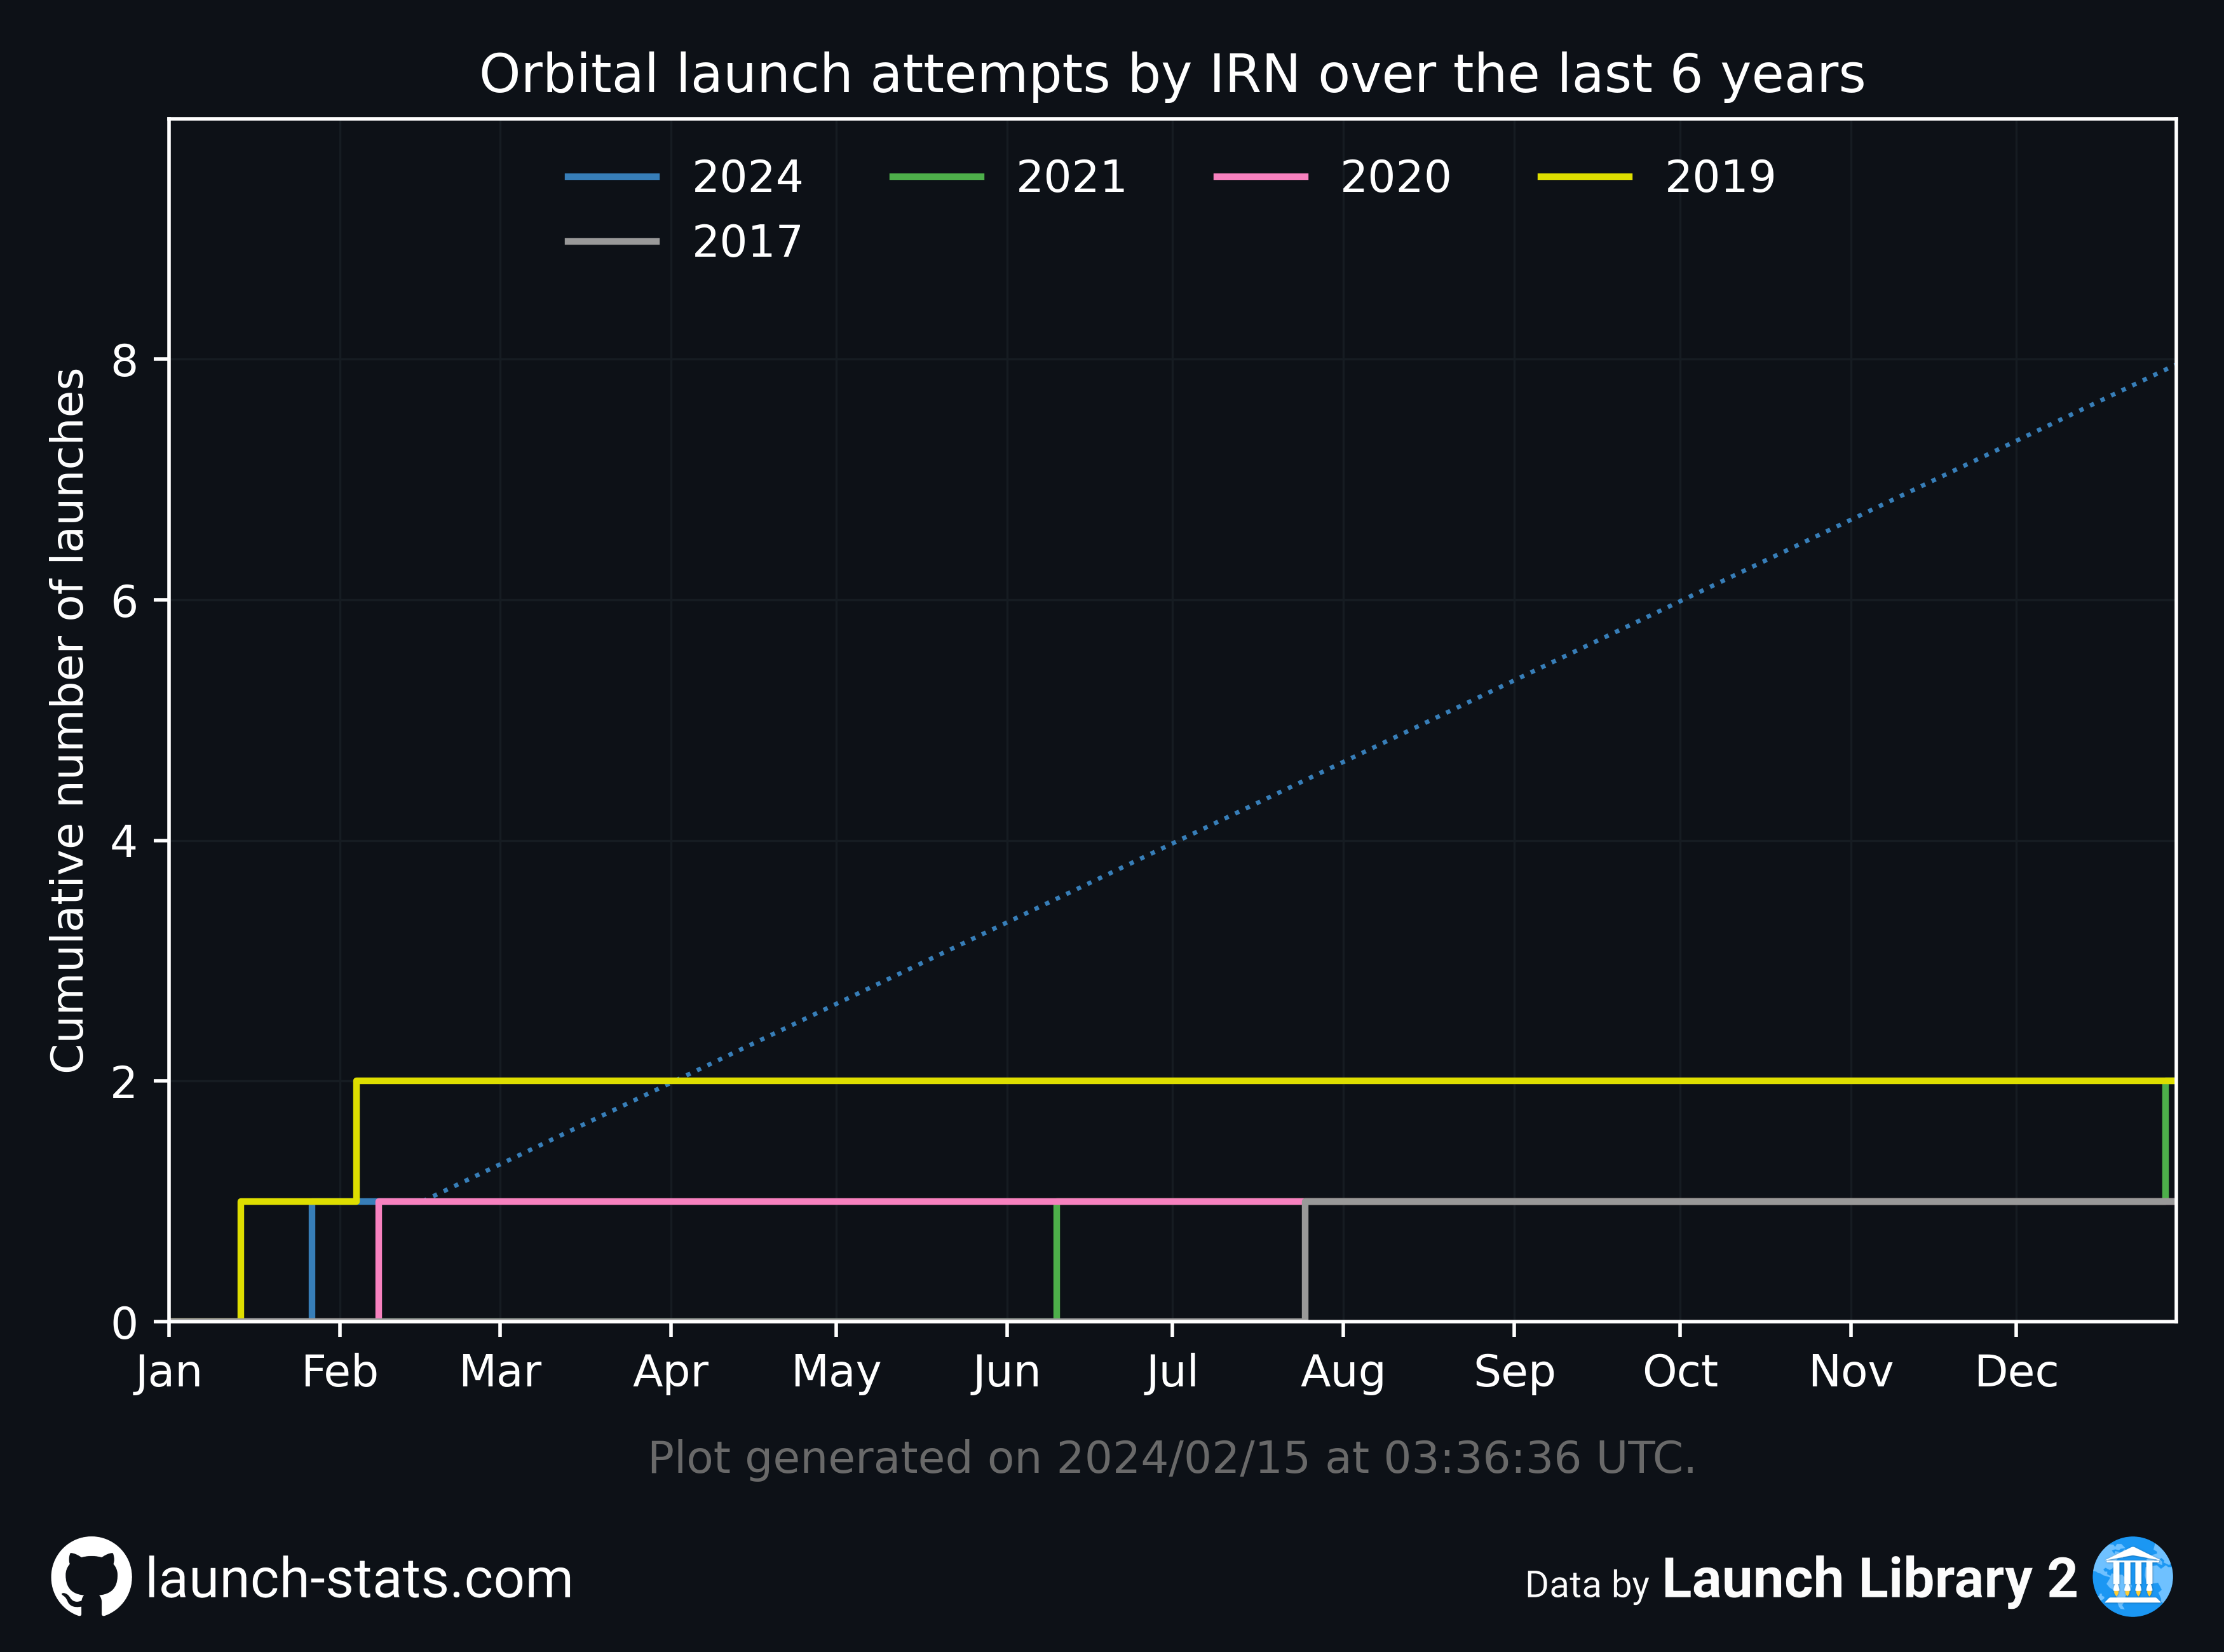 Orbital launch attempts by IRN over the last 6 years
2024 2021 2020 2019
2017
Cumulative number of launches
8
6
4
2
0
Jan Feb Mar Apr May Jun Jul Aug Sep Oct Nov Dec
Plot generated on 2024/02/15 at 03:36:36 UTC.
launch-stats.com
Data by Launch Library 2